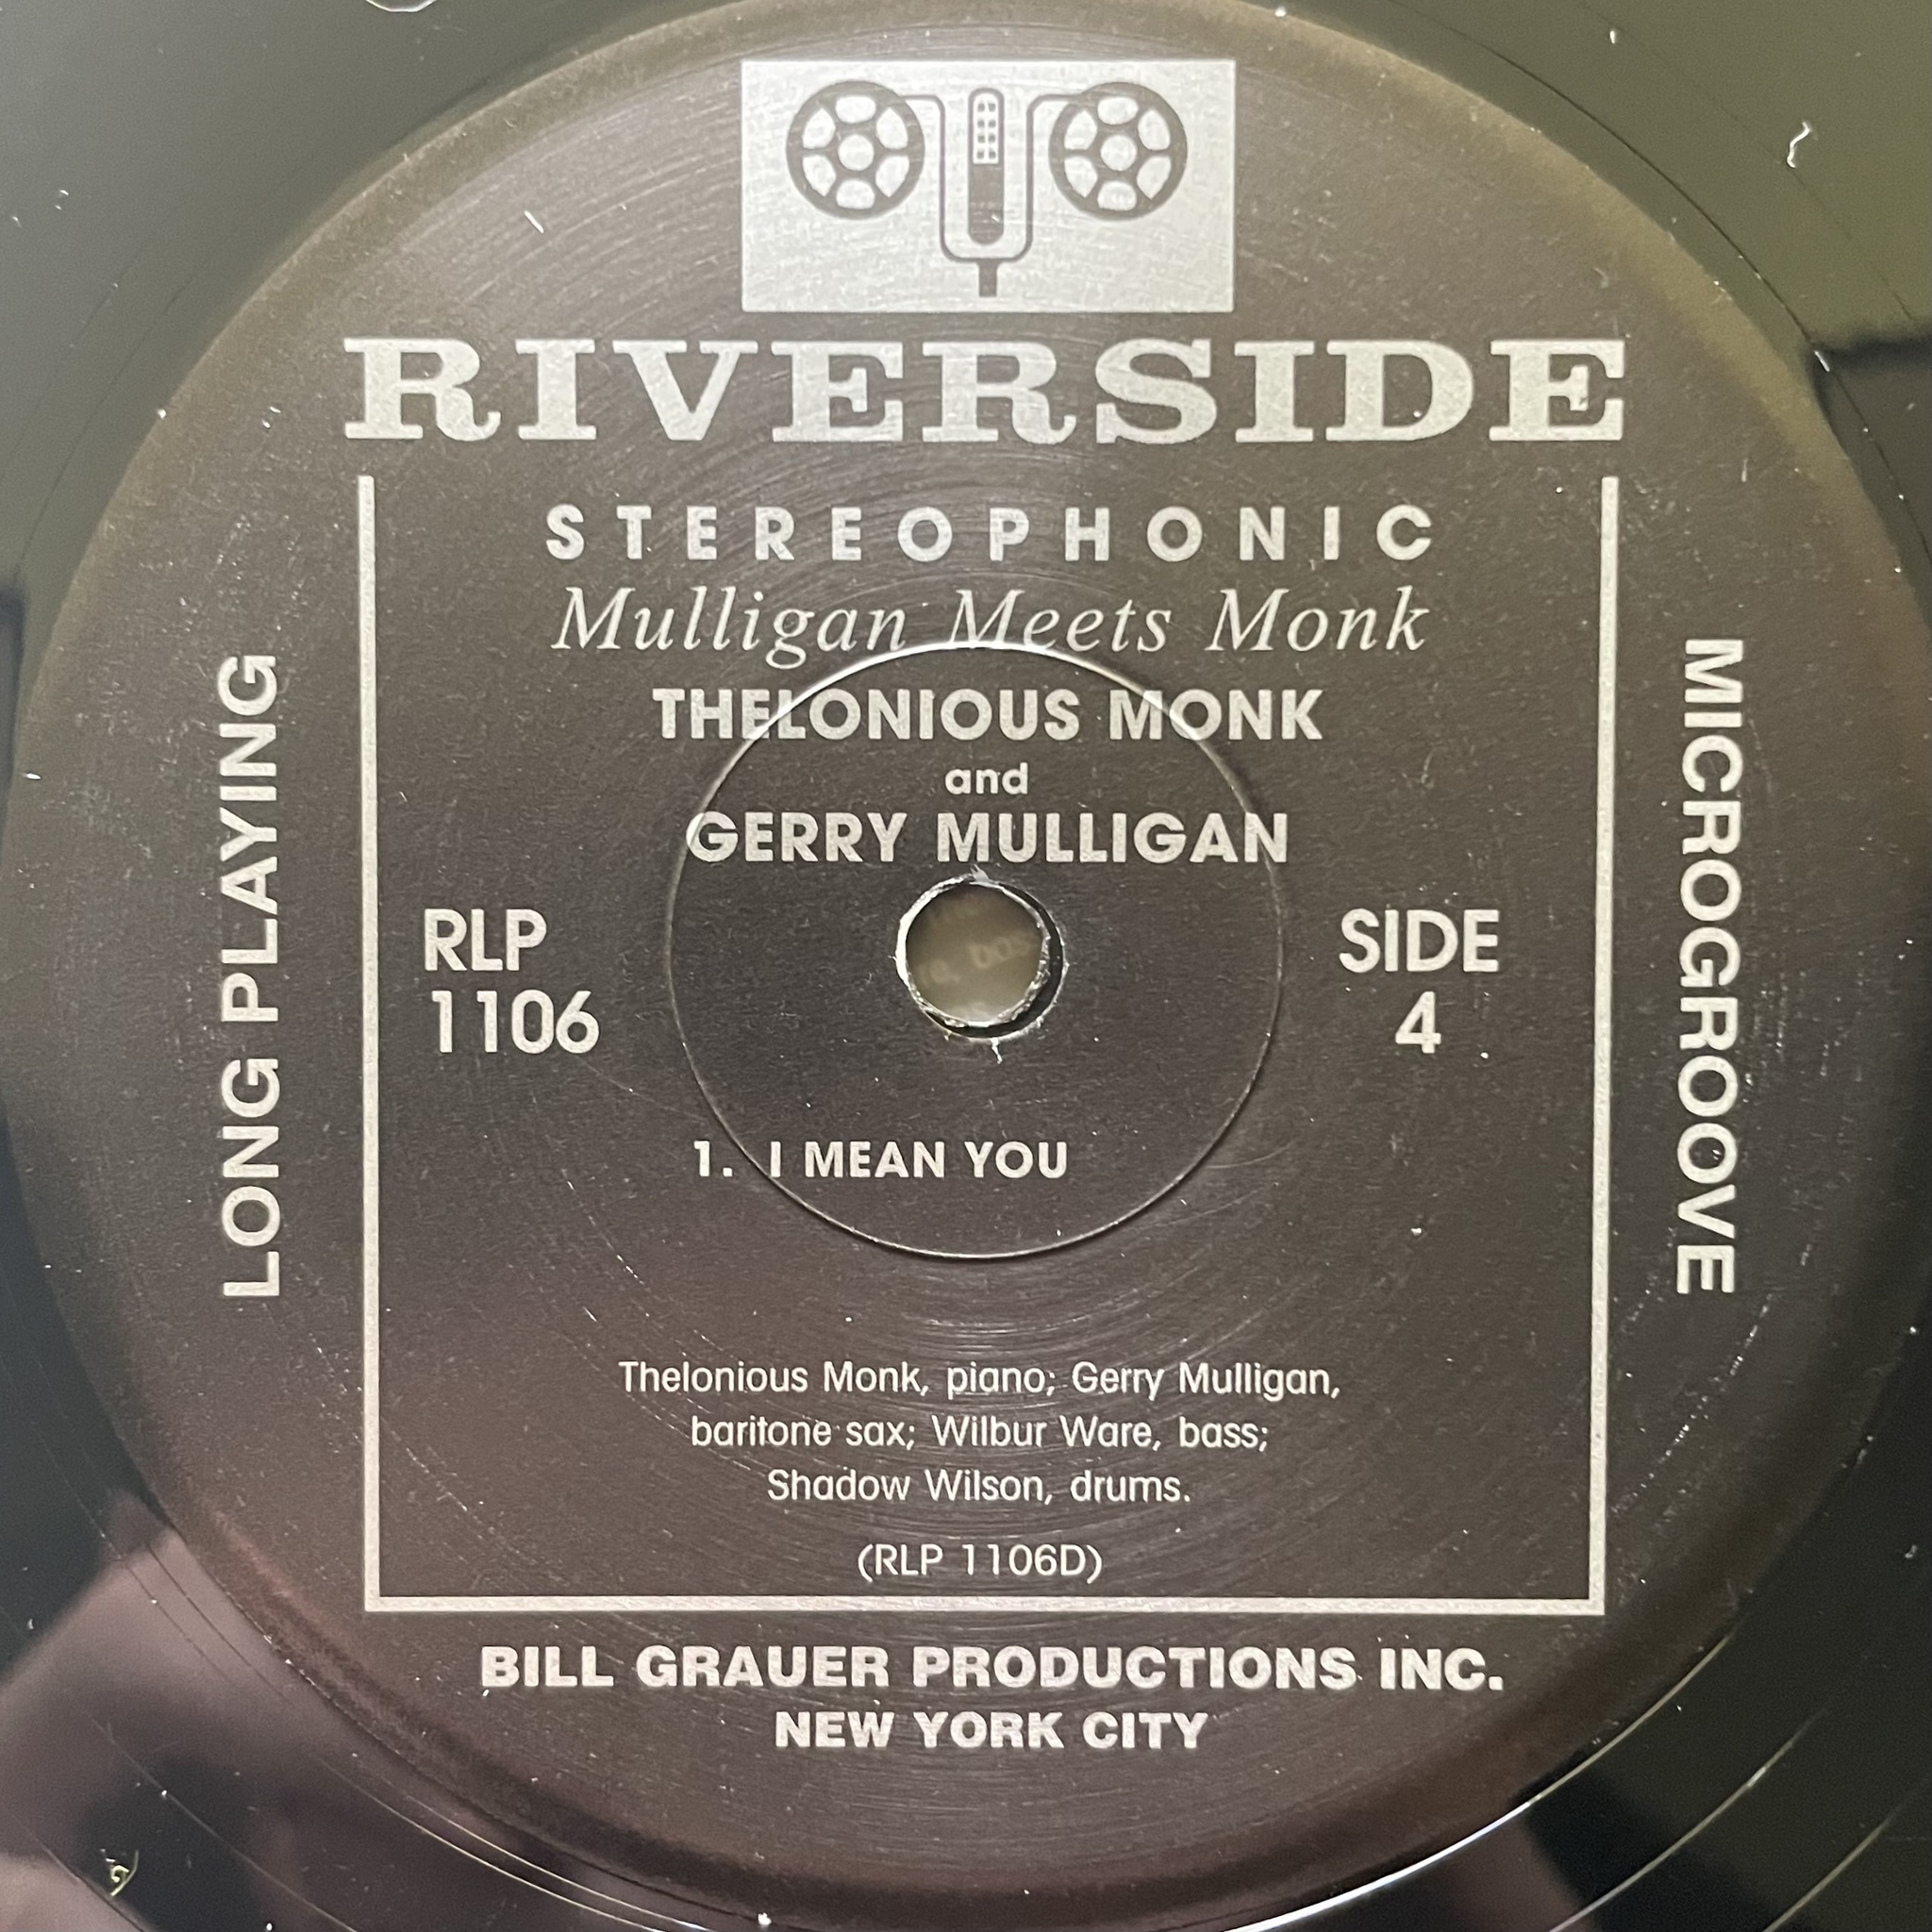 RIVERSIDE
STEREOPHONIC
Mulligan Meets Monk
THELONIOUS MONK
and
GERRY MULLIGAN
RLP
1106
SIDE
4
LONG PLAYING
MICROGROOVE
1. I MEAN YOU
Thelonious Monk, piano; Gerry Mulligan,
baritone sax; Wilbur Ware, bass;
Shadow Wilson, drums.
(RLP 1106D)
BILL GRAUER PRODUCTIONS INC.
NEW YORK CITY